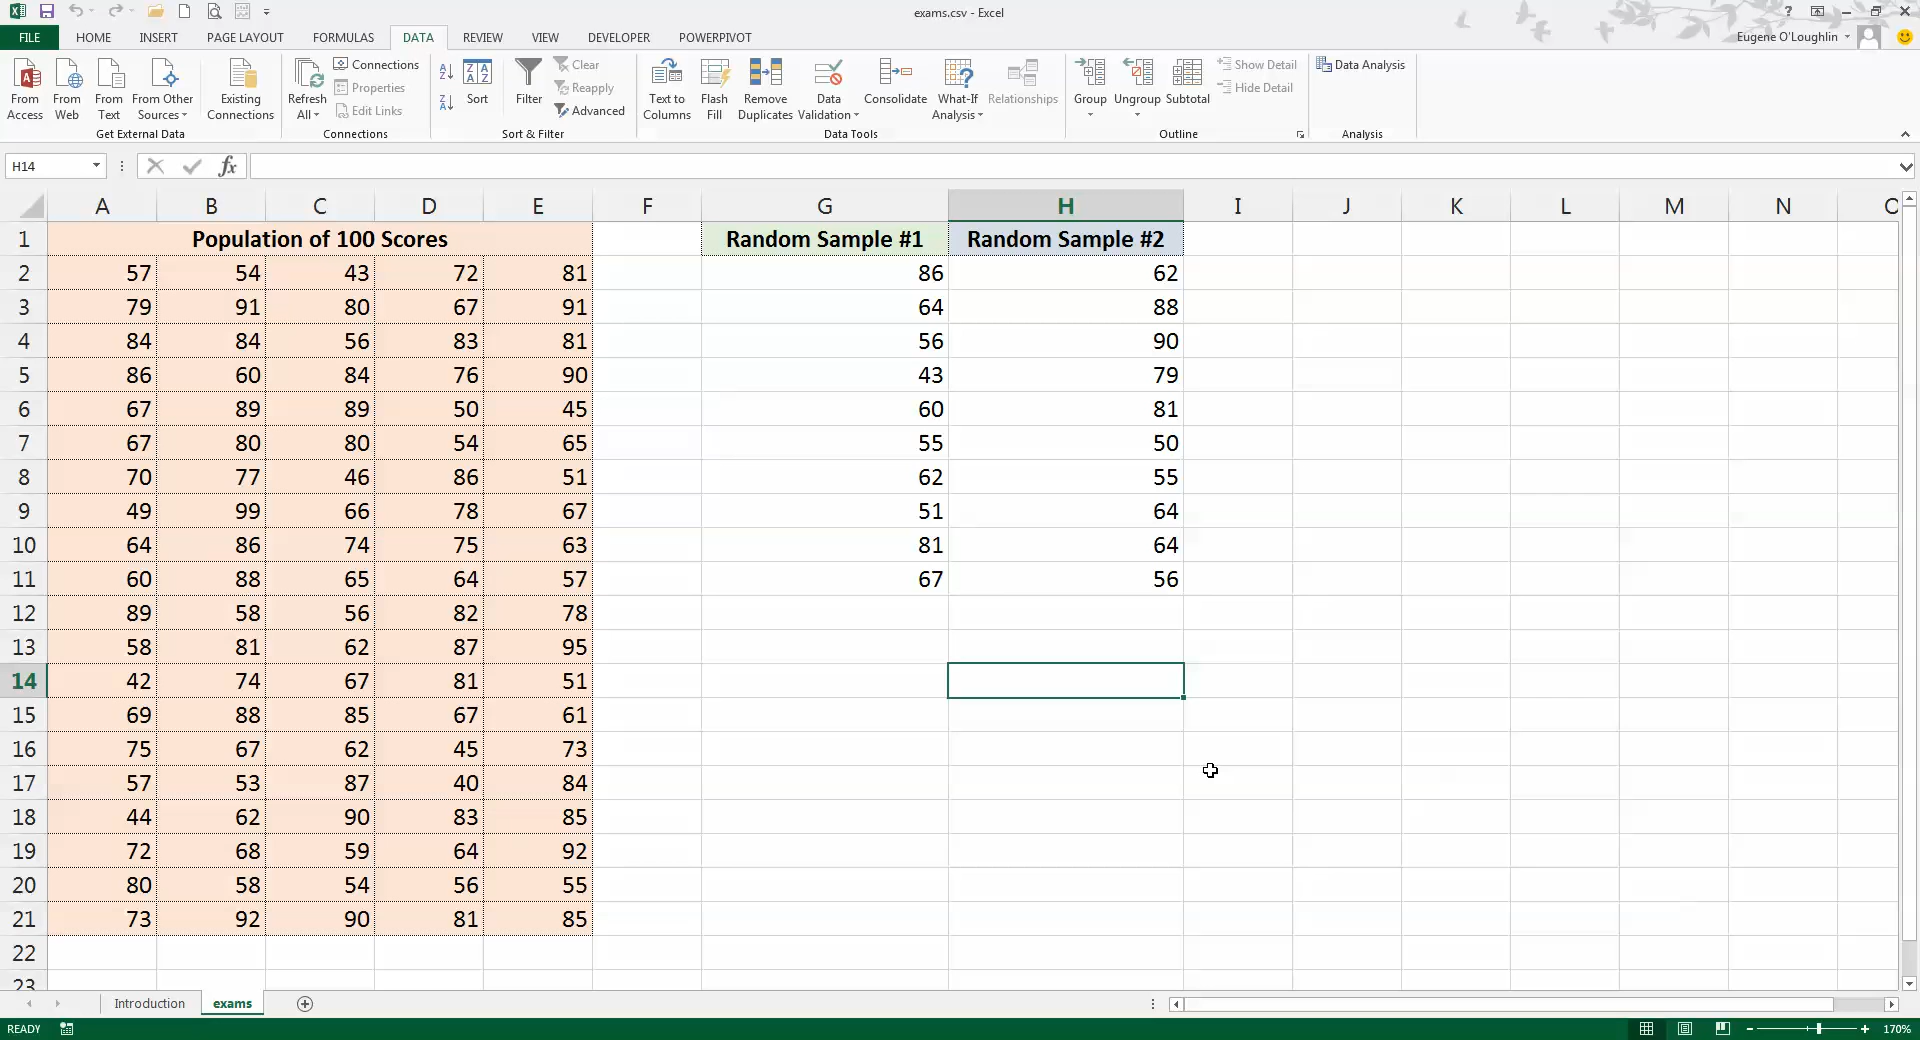 exams.csv - Excel
?
FILE HOME INSERT PAGE LAYOUT FORMULAS DATA REVIEW VIEW DEVELOPER POWERPIVOT Eugene O'Loughlin
From Access
From Web
From Text
From Other Sources
Existing Connections
Get External Data
Refresh All
Connections
Properties
Edit Links
Connections
Sort
Filter
Clear
Reapply
Advanced
Sort & Filter
Text to Columns
Flash Fill
Remove Duplicates
Data Validation
Consolidate
What-If Analysis
Relationships
Data Tools
Group
Ungroup
Subtotal
Show Detail
Hide Detail
Outline
Data Analysis
Analysis
H14 fx
A B C D E F G H I J K L M N
1 Population of 100 Scores Random Sample #1 Random Sample #2
2 57 54 43 72 81 86 62
3 79 91 80 67 91 64 88
4 84 84 56 83 81 56 90
5 86 60 84 76 90 43 79
6 67 89 89 50 45 60 81
7 67 80 80 54 65 55 50
8 70 77 46 86 51 62 55
9 49 99 66 78 67 51 64
10 64 86 74 75 63 81 64
11 60 88 65 64 57 67 56
12 89 58 56 82 78
13 58 81 62 87 95
14 42 74 67 81 51
15 69 88 85 67 61
16 75 67 62 45 73
17 57 53 87 40 84
18 44 62 90 83 85
19 72 68 59 64 92
20 80 58 54 56 55
21 73 92 90 81 85
22
23
Introduction exams
READY 170%